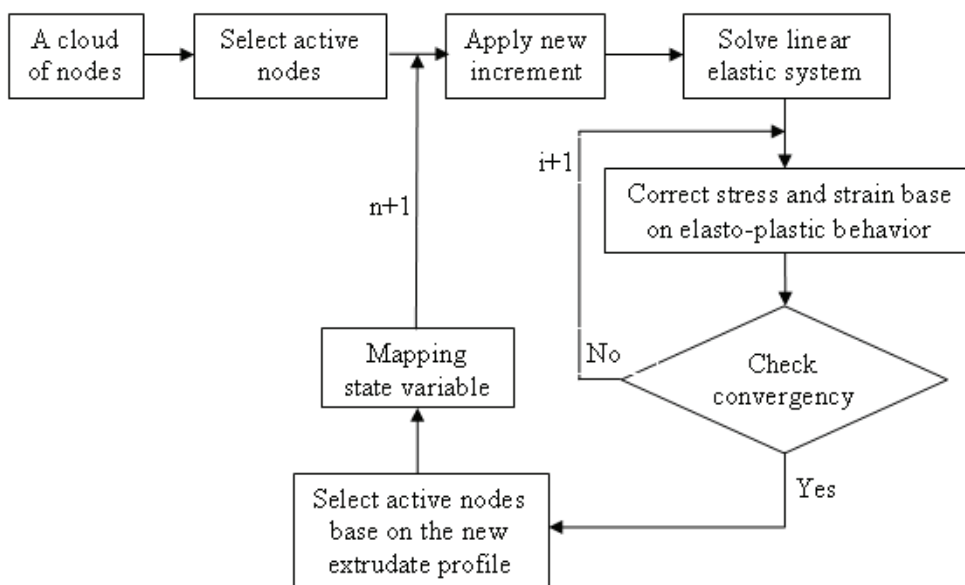 A cloud
of nodes
Select active
nodes
Apply new
increment
Solve linear
elastic system
i+1
n+1
Correct stress and strain base
on elasto-plastic behavior
No
Check
convergency
Yes
Mapping
state variable
Select active nodes
base on the new
extrudate profile